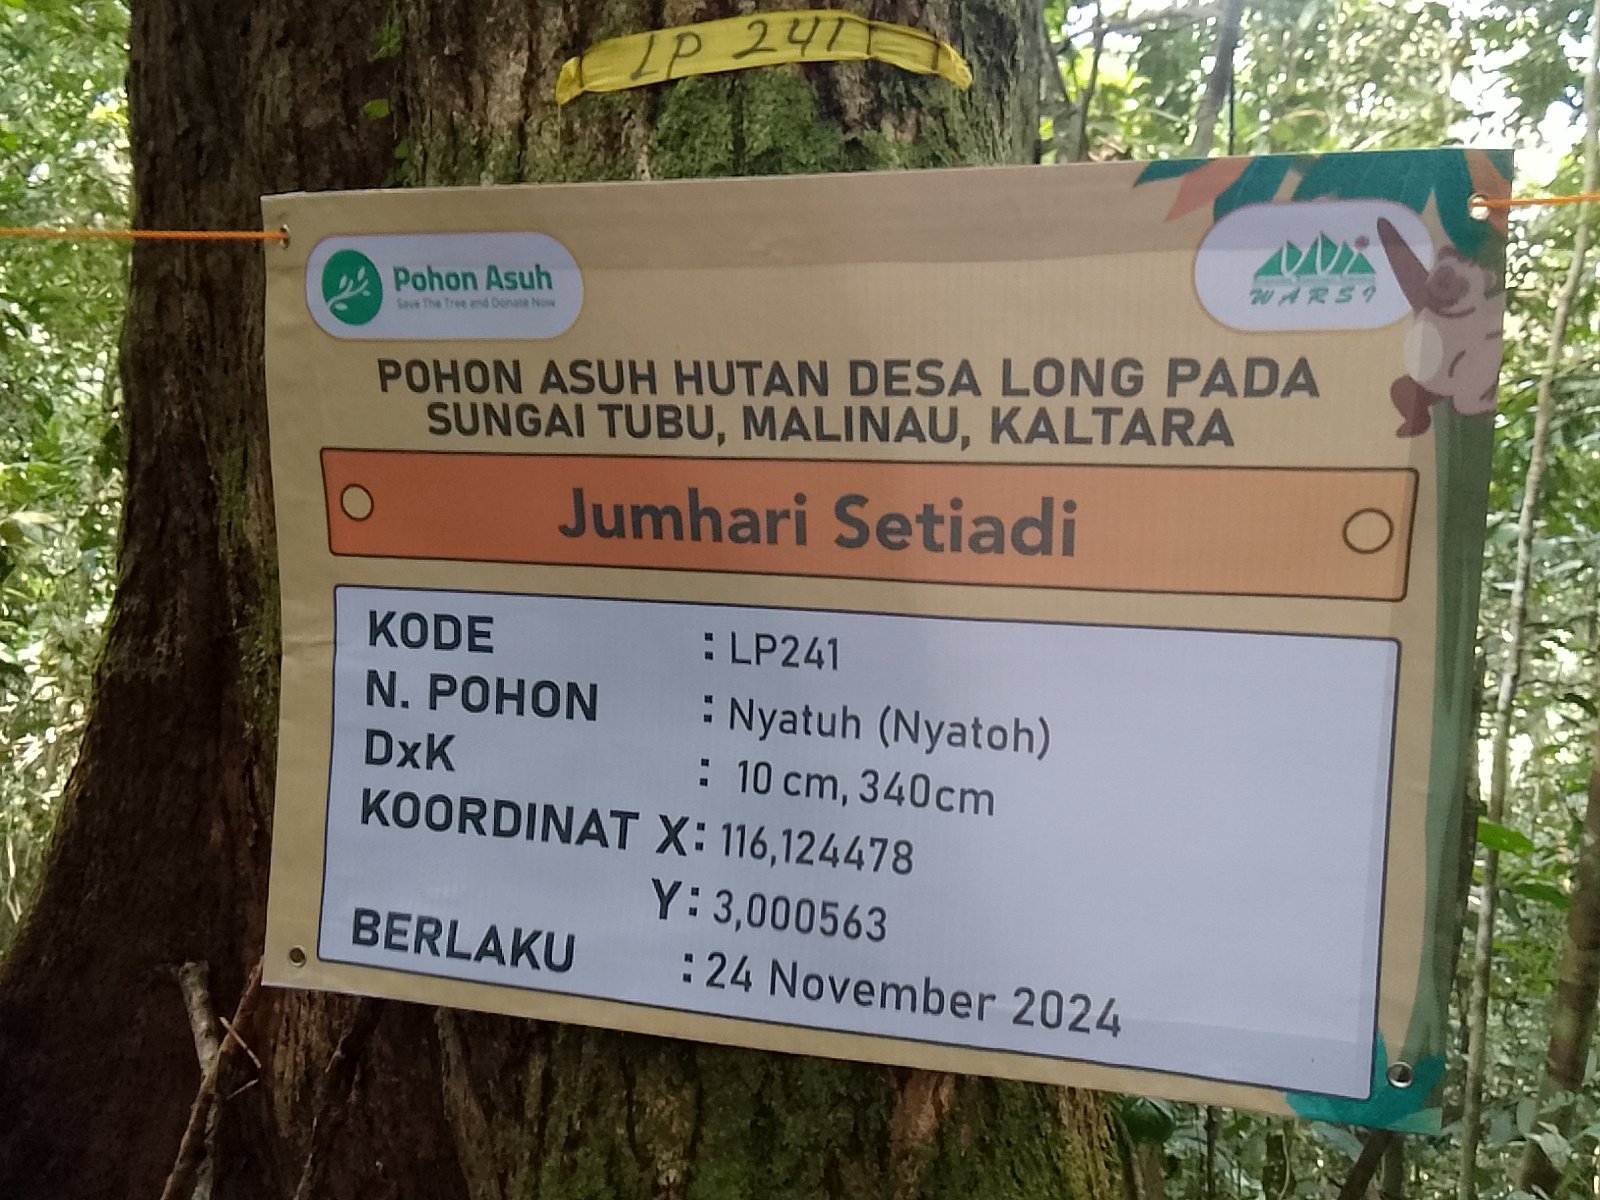 LP 241
Pohon Asuh
Save The Tree and Donate Now
WARSI
POHON ASUH HUTAN DESA LONG PADA
SUNGAI TUBU, MALINAU, KALTARA
Jumhari Setiadi
KODE : LP241
N. POHON : Nyatuh (Nyatoh)
DxK : 10 cm, 340cm
KOORDINAT X: 116,124478
Y: 3,000563
BERLAKU : 24 November 2024